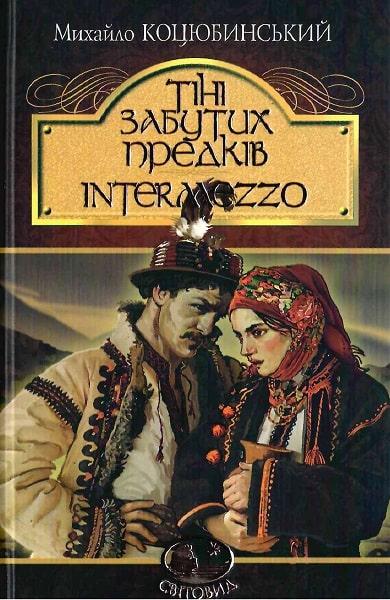 Михайло КОЦЮБИНСЬКИЙ
ТІНІ
ЗАБУТИХ
ПРЕДКІВ
INTERMEZZO
СВІТОВИД